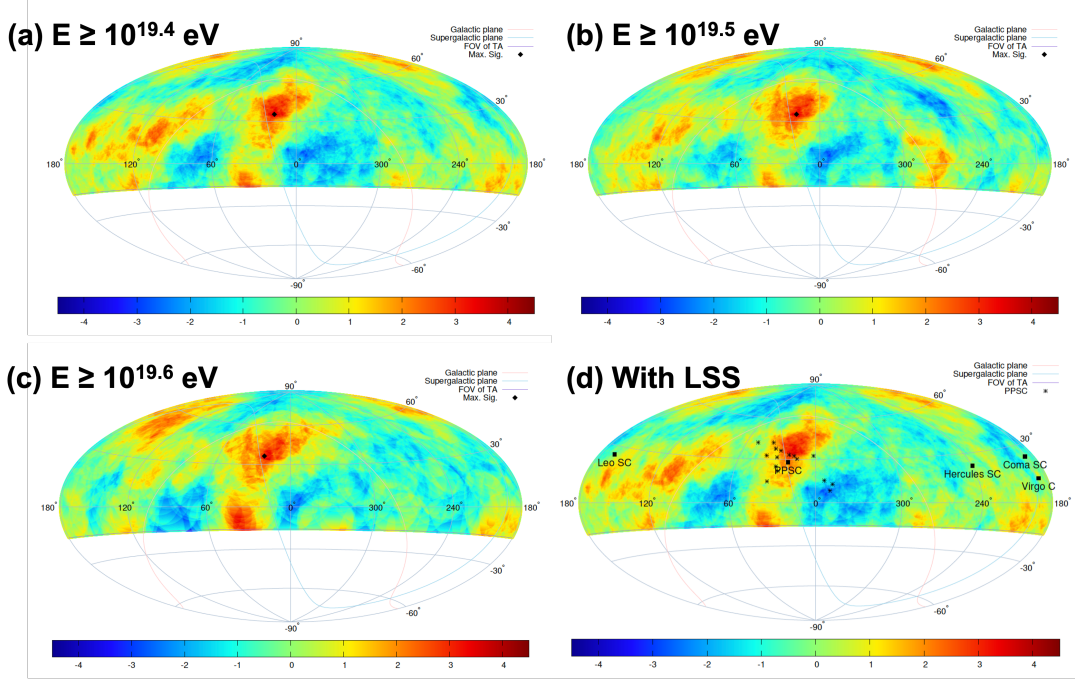 (a) E ≥ 10^19.4 eV
Galactic plane
Supergalactic plane
FOV of TA
Max. Sig.
90°
60°
30°
180° 120° 60° 0 300° 240° 180°
-30°
-60°
-90°
-4 -3 -2 -1 0 1 2 3 4
(b) E ≥ 10^19.5 eV
Galactic plane
Supergalactic plane
FOV of TA
Max. Sig.
90°
60°
30°
180° 120° 60° 0 300° 240° 180°
-30°
-60°
-90°
-4 -3 -2 -1 0 1 2 3 4
(c) E ≥ 10^19.6 eV
Galactic plane
Supergalactic plane
FOV of TA
Max. Sig.
90°
60°
30°
180° 120° 60° 0 300° 240° 180°
-30°
-60°
-90°
-4 -3 -2 -1 0 1 2 3 4
(d) With LSS
Galactic plane
Supergalactic plane
FOV of TA
PPSC
90°
60°
30°
Leo SC
PPSC
Coma SC
Hercules SC
Virgo C
180° 120° 60° 0 300° 240° 180°
-30°
-60°
-90°
-4 -3 -2 -1 0 1 2 3 4